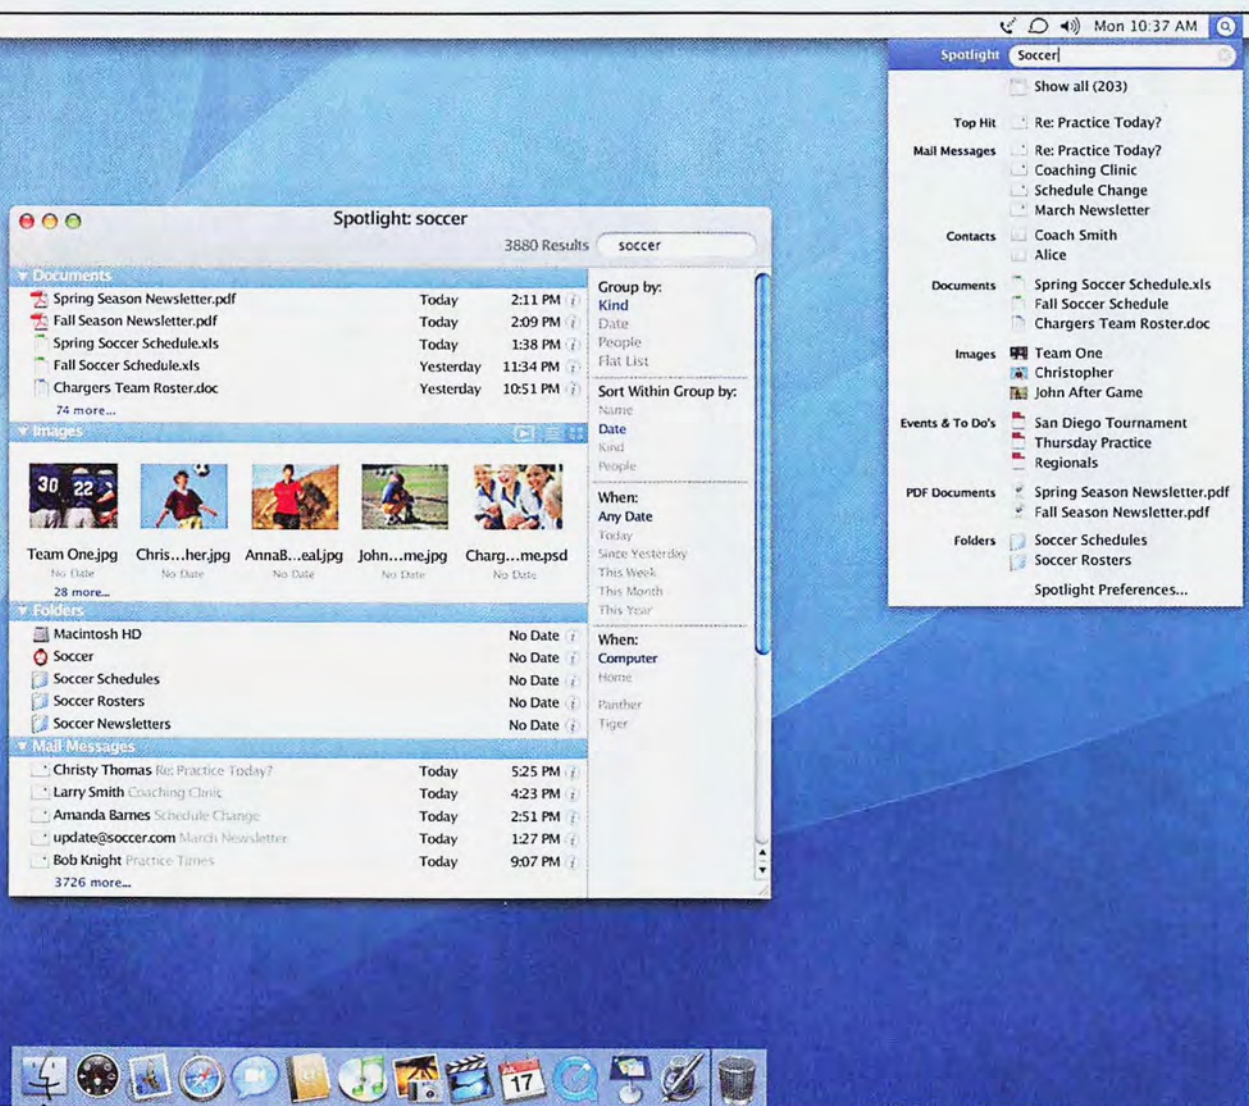 Mon 10:37 AM
Spotlight Soccer
Show all (203)
Top Hit Re: Practice Today?
Mail Messages Re: Practice Today?
Coaching Clinic
Schedule Change
March Newsletter
Contacts Coach Smith
Alice
Documents Spring Soccer Schedule.xls
Fall Soccer Schedule
Chargers Team Roster.doc
Images Team One
Christopher
John After Game
Events & To Do's San Diego Tournament
Thursday Practice
Regionals
PDF Documents Spring Season Newsletter.pdf
Fall Season Newsletter.pdf
Folders Soccer Schedules
Soccer Rosters
Spotlight Preferences...
Spotlight: soccer
3880 Results soccer
Documents
Spring Season Newsletter.pdf Today 2:11 PM
Fall Season Newsletter.pdf Today 2:09 PM
Spring Soccer Schedule.xls Today 1:38 PM
Fall Soccer Schedule.xls Yesterday 11:34 PM
Chargers Team Roster.doc Yesterday 10:51 PM
74 more...
Images
30 22
Team One.jpg Chris...her.jpg AnnaB...eal.jpg John...me.jpg Charg...me.psd
No Date No Date No Date No Date No Date
28 more...
Folders
Macintosh HD No Date
Soccer No Date
Soccer Schedules No Date
Soccer Rosters No Date
Soccer Newsletters No Date
Mail Messages
Christy Thomas Re: Practice Today? Today 5:25 PM
Larry Smith Coaching Clinic Today 4:23 PM
Amanda Barnes Schedule Change Today 2:51 PM
update@soccer.com March Newsletter Today 1:27 PM
Bob Knight Practice Times Today 9:07 PM
3726 more...
Group by:
Kind
Date
People
Flat List
Sort Within Group by:
Name
Date
Kind
People
When:
Any Date
Today
Since Yesterday
This Week
This Month
This Year
When:
Computer
Home
Panther
Tiger
JUL
17